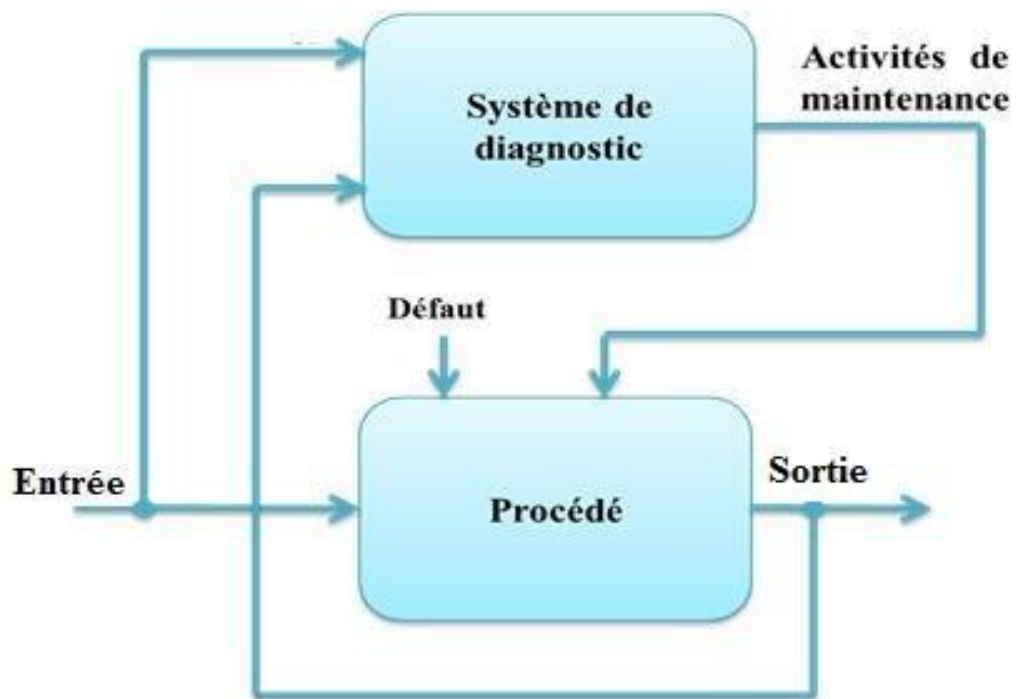 Système de
diagnostic
Activités de
maintenance
Défaut
Entrée
Procédé
Sortie